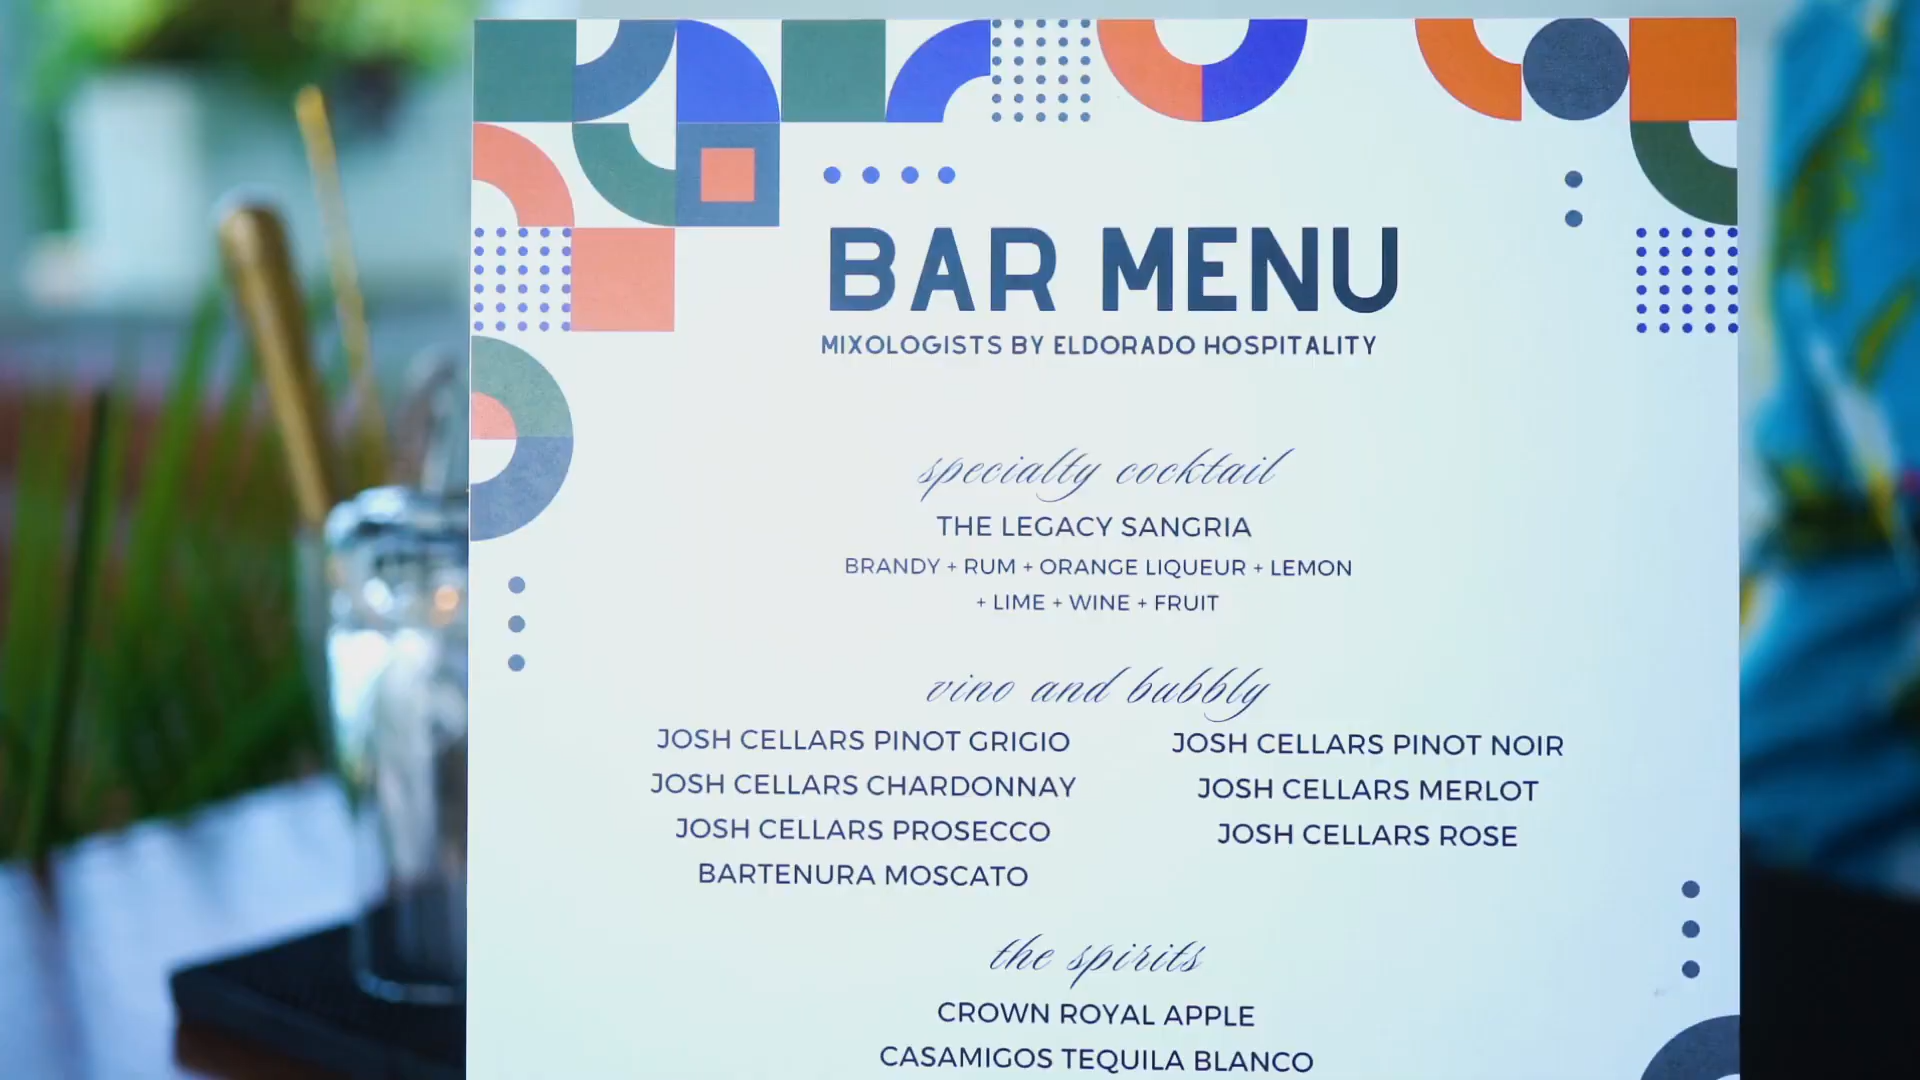 BAR MENU
MIXOLOGISTS BY ELDORADO HOSPITALITY
specialty cocktail
THE LEGACY SANGRIA
BRANDY + RUM + ORANGE LIQUEUR + LEMON
+ LIME + WINE + FRUIT
vino and bubbly
JOSH CELLARS PINOT GRIGIO
JOSH CELLARS CHARDONNAY
JOSH CELLARS PROSECCO
BARTENURA MOSCATO
JOSH CELLARS PINOT NOIR
JOSH CELLARS MERLOT
JOSH CELLARS ROSE
the spirits
CROWN ROYAL APPLE
CASAMIGOS TEQUILA BLANCO